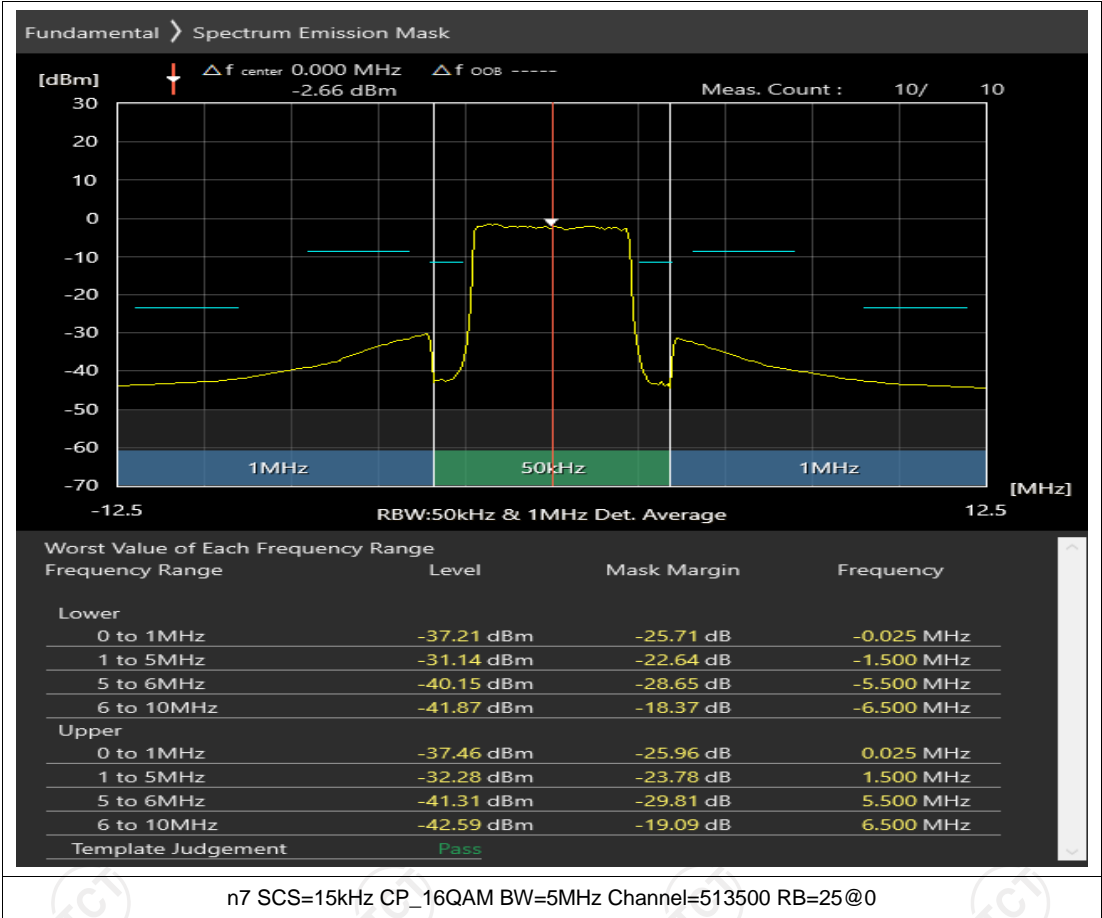 Fundamental 〉 Spectrum Emission Mask
[dBm] △f center 0.000 MHz △f OOB -----
-2.66 dBm Meas. Count : 10/ 10
30
20
10
0
-10
-20
-30
-40
-50
-60
1MHz 50kHz 1MHz
-70
[MHz]
-12.5 RBW:50kHz & 1MHz Det. Average 12.5
Worst Value of Each Frequency Range
Frequency Range Level Mask Margin Frequency
Lower
0 to 1MHz -37.21 dBm -25.71 dB -0.025 MHz
1 to 5MHz -31.14 dBm -22.64 dB -1.500 MHz
5 to 6MHz -40.15 dBm -28.65 dB -5.500 MHz
6 to 10MHz -41.87 dBm -18.37 dB -6.500 MHz
Upper
0 to 1MHz -37.46 dBm -25.96 dB 0.025 MHz
1 to 5MHz -32.28 dBm -23.78 dB 1.500 MHz
5 to 6MHz -41.31 dBm -29.81 dB 5.500 MHz
6 to 10MHz -42.59 dBm -19.09 dB 6.500 MHz
Template Judgement Pass
n7 SCS=15kHz CP_16QAM BW=5MHz Channel=513500 RB=25@0
TCT TCT TCT TCT